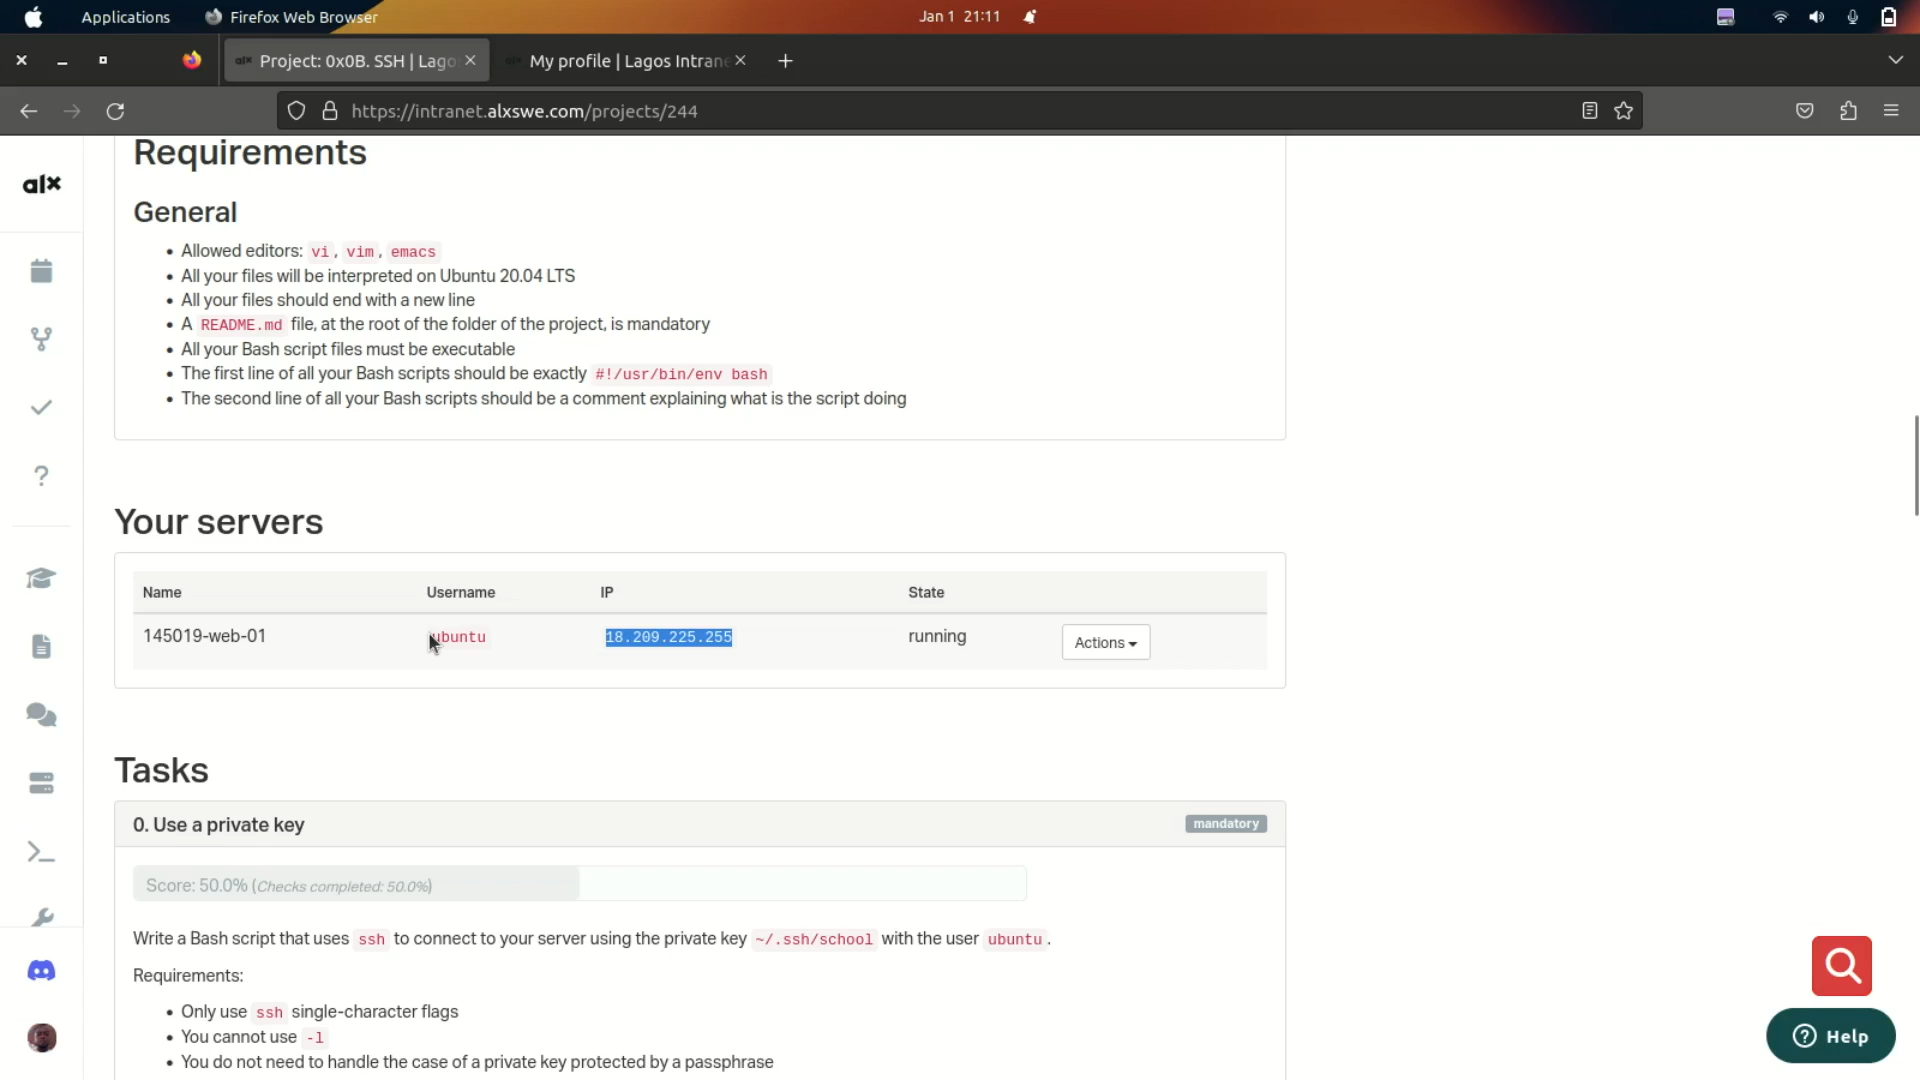 Applications Firefox Web Browser Jan 1 21:11
Project: 0x0B. SSH | Lago My profile | Lagos Intrane
https://intranet.alxswe.com/projects/244
alx
Requirements
General
Allowed editors: vi, vim, emacs
All your files will be interpreted on Ubuntu 20.04 LTS
All your files should end with a new line
A README.md file, at the root of the folder of the project, is mandatory
All your Bash script files must be executable
The first line of all your Bash scripts should be exactly #!/usr/bin/env bash
The second line of all your Bash scripts should be a comment explaining what is the script doing
Your servers
Name Username IP State
145019-web-01 ubuntu 18.209.225.255 running Actions
Tasks
0. Use a private key mandatory
Score: 50.0% (Checks completed: 50.0%)
Write a Bash script that uses ssh to connect to your server using the private key ~/.ssh/school with the user ubuntu.
Requirements:
Only use ssh single-character flags
You cannot use -l
You do not need to handle the case of a private key protected by a passphrase
Help